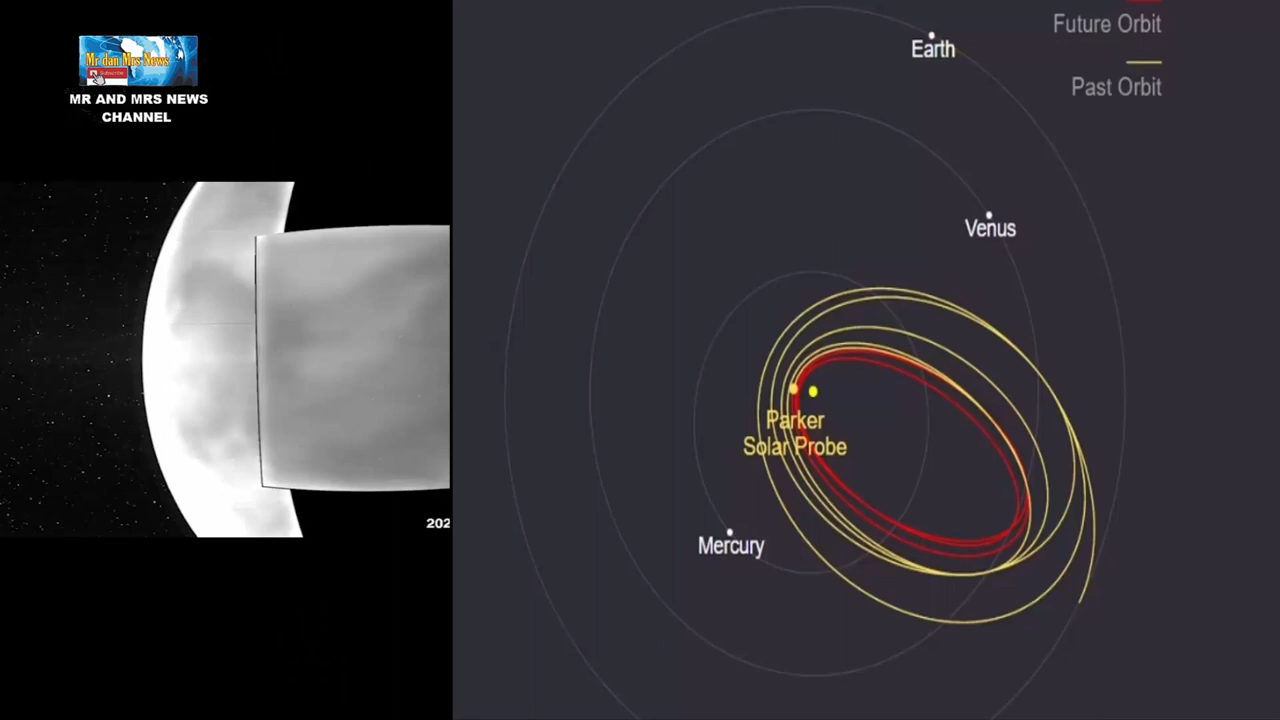 Mr dan Mrs News
Subscribe
MR AND MRS NEWS
CHANNEL
202
Future Orbit
Past Orbit
Earth
Venus
Parker
Solar Probe
Mercury